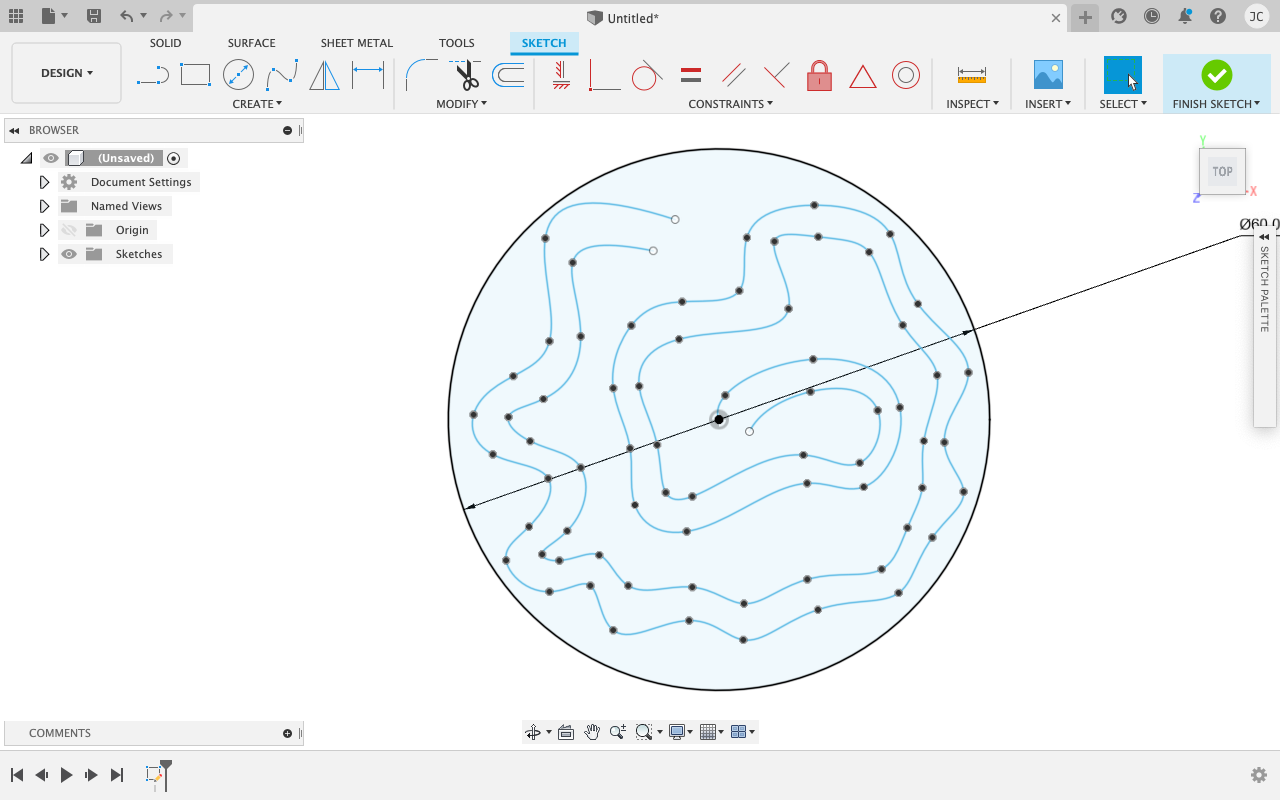 Untitled*
JC
SOLID SURFACE SHEET METAL TOOLS SKETCH
DESIGN
CREATE MODIFY CONSTRAINTS INSPECT INSERT SELECT FINISH SKETCH
BROWSER
(Unsaved)
Document Settings
Named Views
Origin
Sketches
Y
TOP
X
Z
Ø60.0
SKETCH PALETTE
COMMENTS